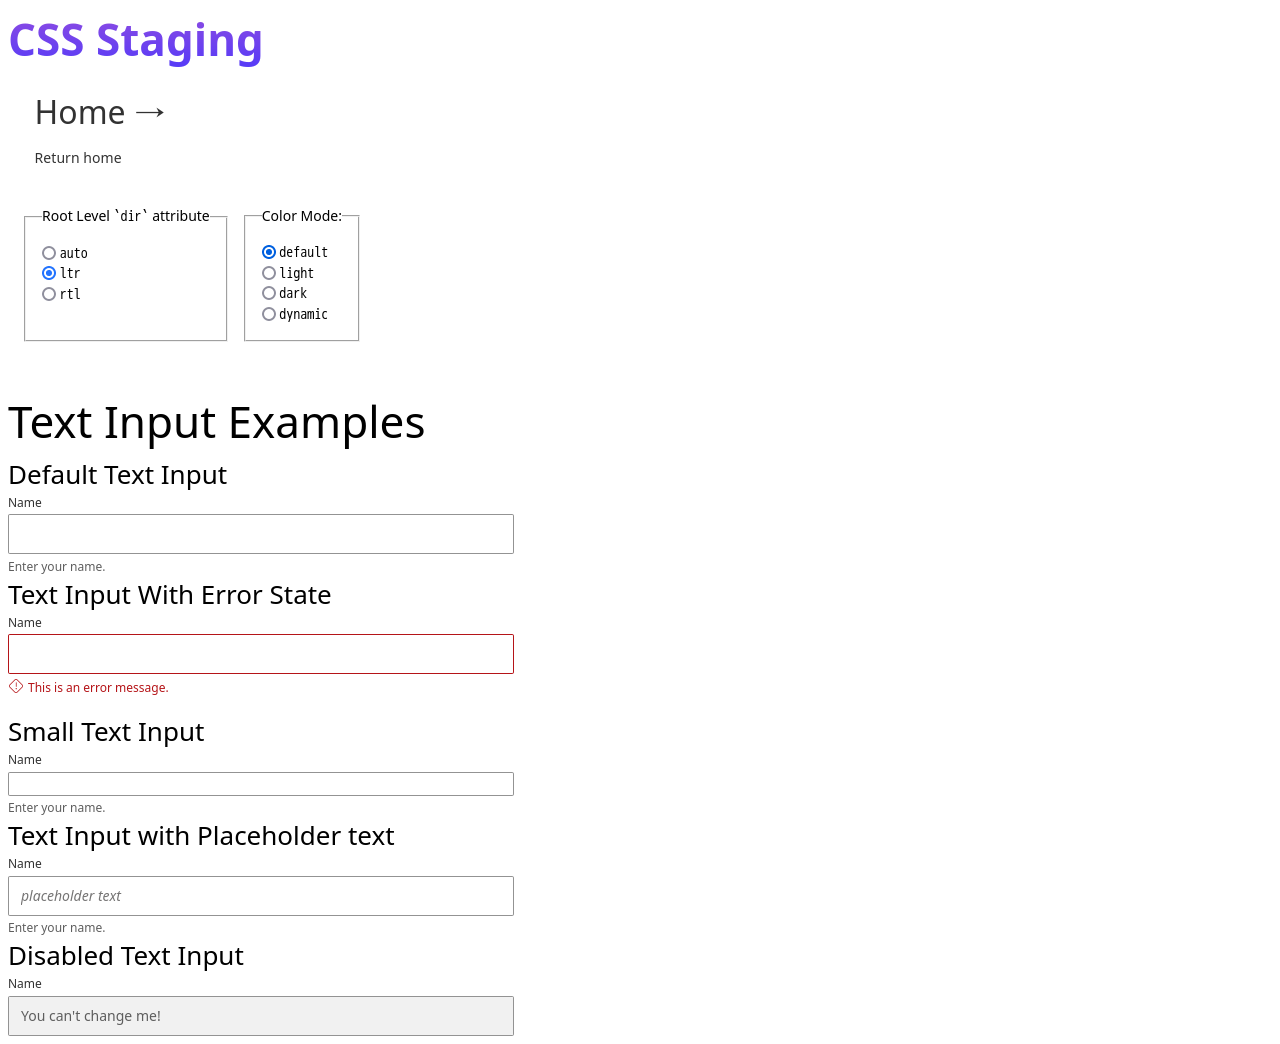 CSS Staging
Home →
Return home
Root Level `dir` attribute
auto
ltr
rtl
Color Mode:
default
light
dark
dynamic
Text Input Examples
Default Text Input
Name
Enter your name.
Text Input With Error State
Name
This is an error message.
Small Text Input
Name
Enter your name.
Text Input with Placeholder text
Name
placeholder text
Enter your name.
Disabled Text Input
Name
You can't change me!